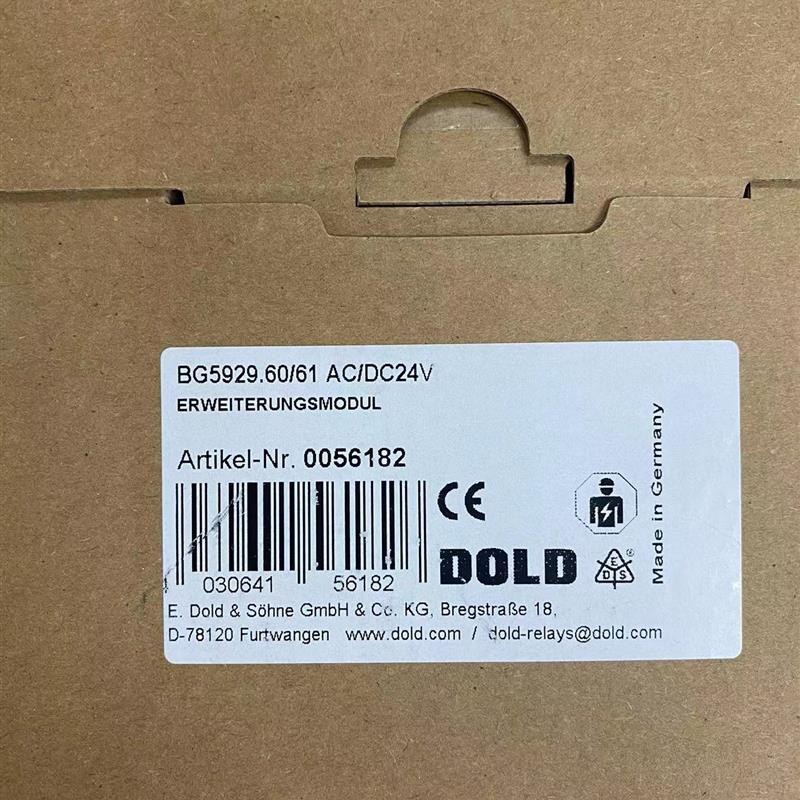 BG5929.60/61 AC/DC24V
ERWEITERUNGSMODUL
Artikel-Nr. 0056182
CE
030641 56182
DOLD
E D S
®
Made in Germany
E. Dold & Söhne GmbH & Co. KG, Bregstraße 18,
D-78120 Furtwangen www.dold.com / dold-relays@dold.com